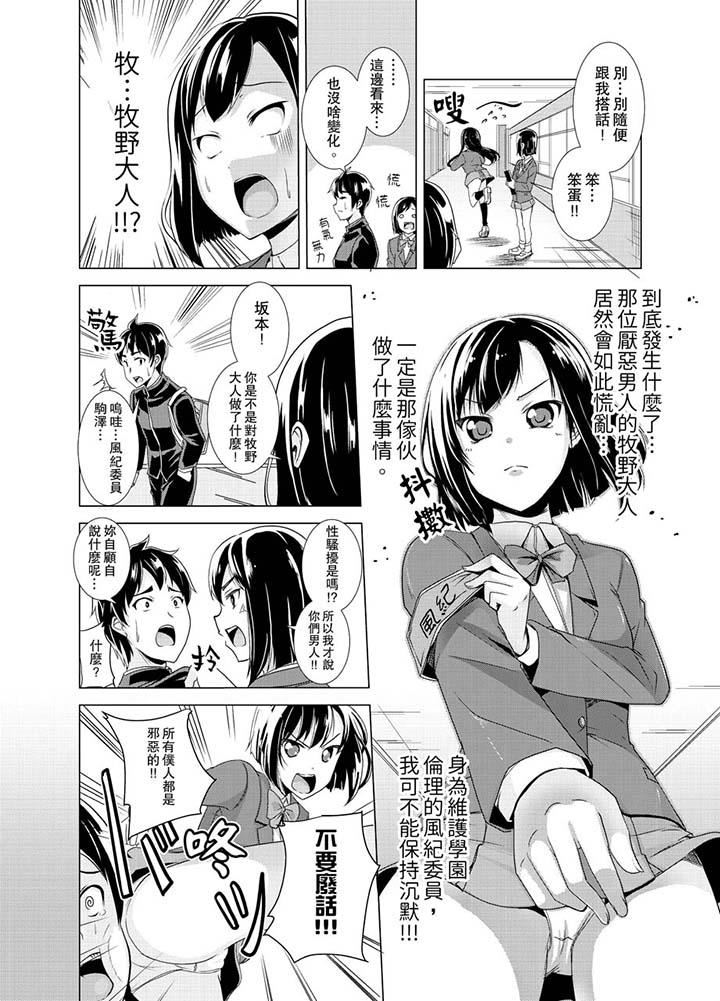 別…別隨便
跟我搭話！
笨…
笨蛋!!
嗖
……
這邊看來…
也沒啥變化。
慌
慌
有氣
無力
牧…牧野大人!!!?
到底發生什麼了…
那位厭惡男人的牧野大人
居然會如此慌亂…
一定是那傢伙
做了什麼事情。
抖擻
風紀
身為維護學園
倫理的風紀委員，
我可不能保持沉默!!!
坂本！
你是不是對牧野
大人做了什麼！
驚
嗚哇…風紀委員
駒澤！
性騷擾是嗎!?
所以我才說
你們男人!!
拎
妳自顧自
說什麼呢…
什麼？
不要廢話!!!
所有僕人都是
邪惡的!!
咚